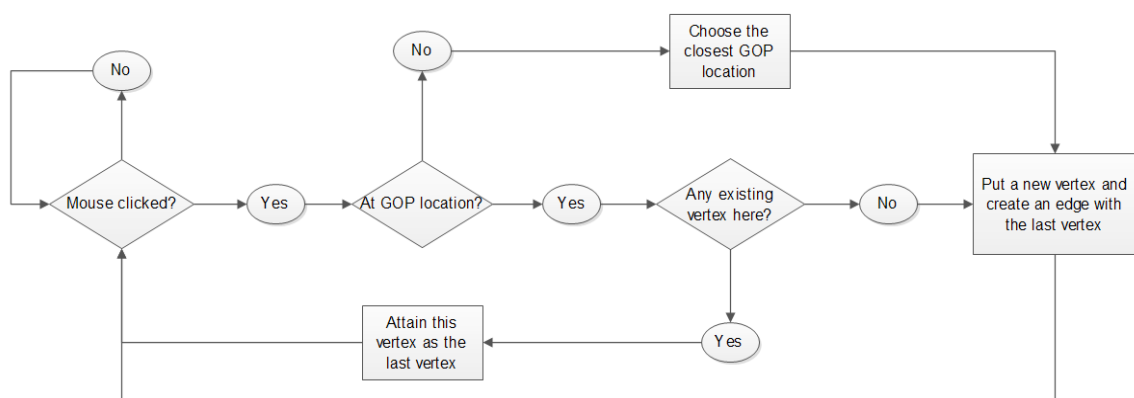 No
Mouse clicked?
Yes
At GOP location?
No
Choose the
closest GOP
location
Yes
Any existing
vertex here?
No
Put a new vertex and
create an edge with
the last vertex
Yes
Attain this
vertex as the
last vertex